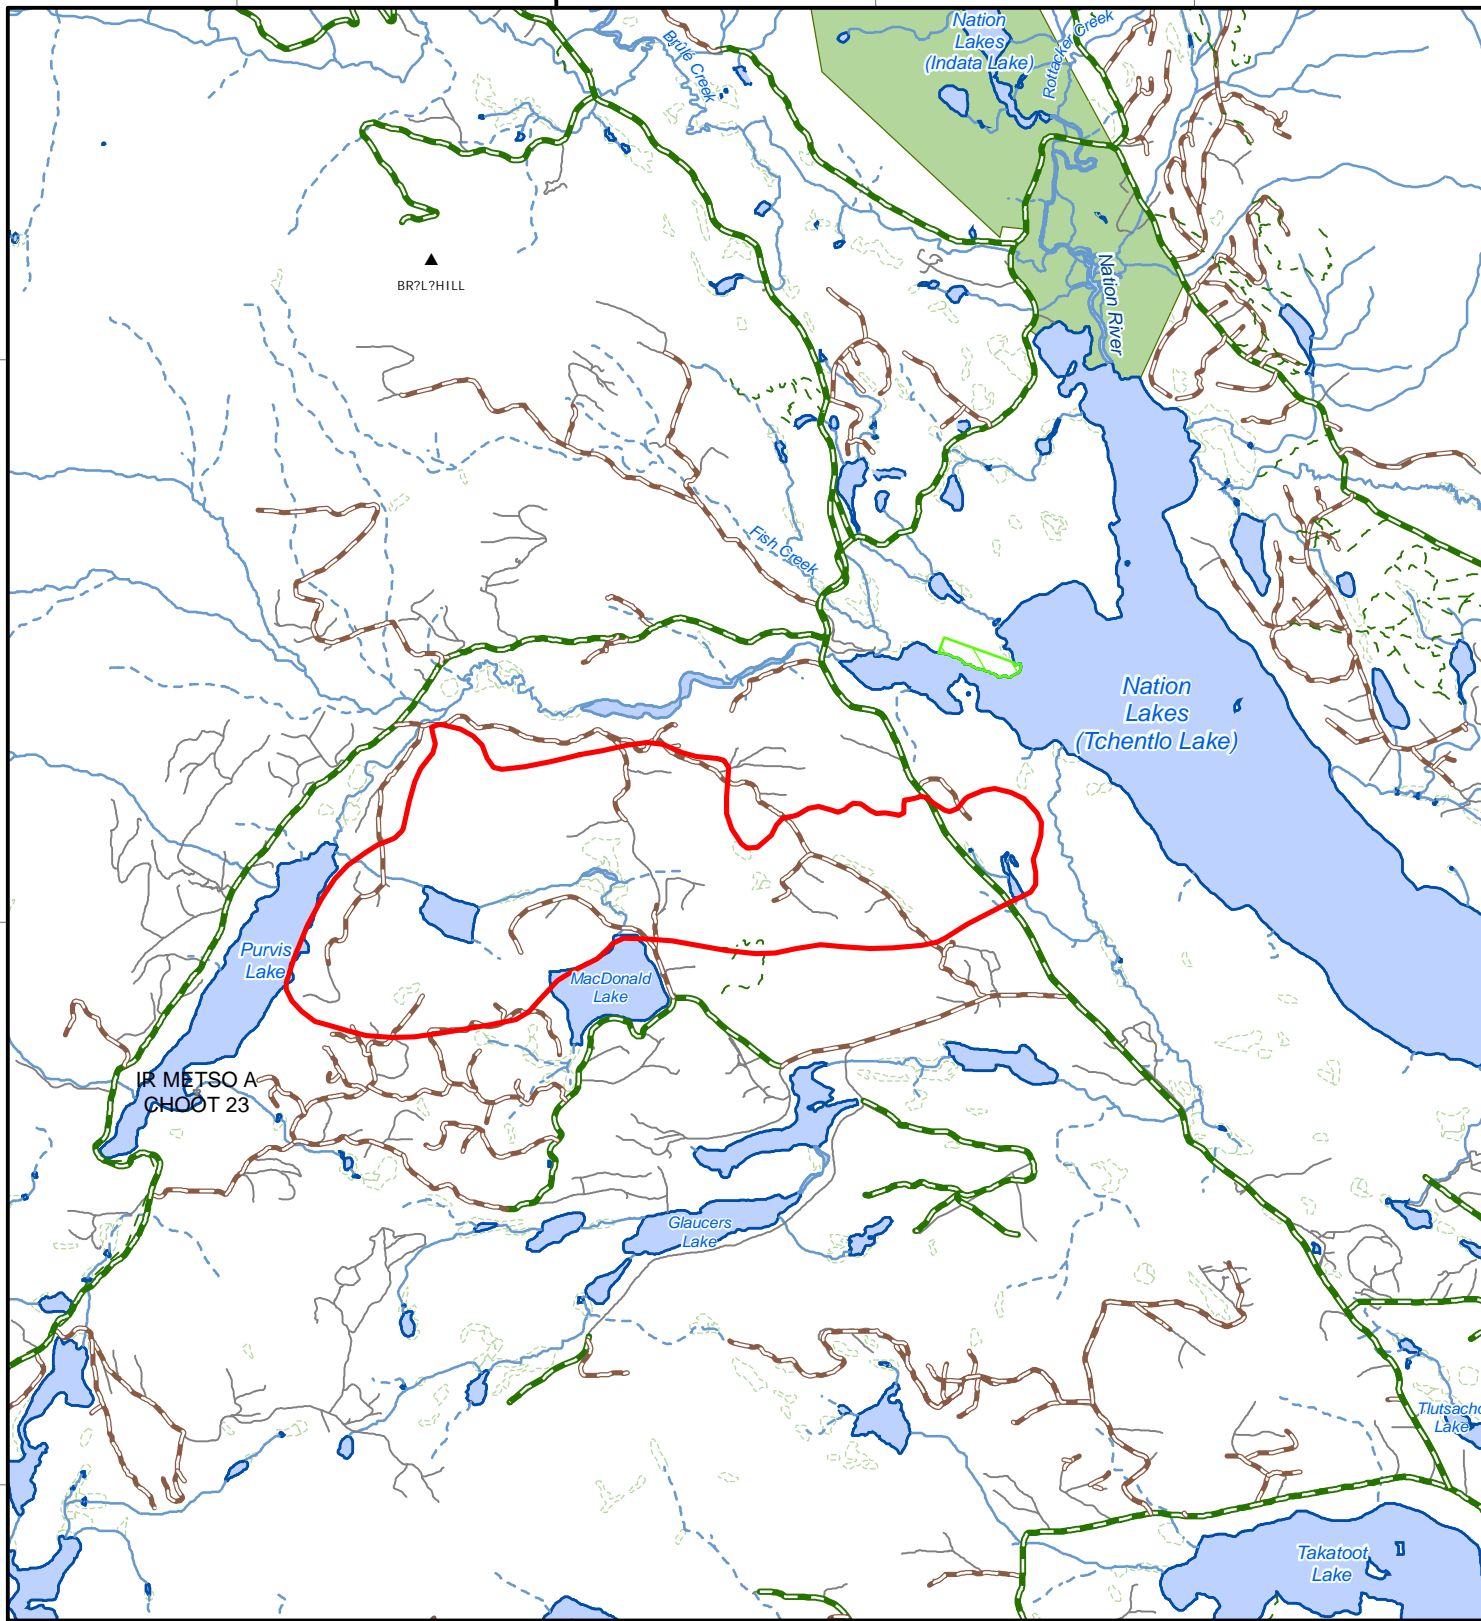 Nation
Lakes
(Indata Lake)
Rottacker Creek
Brûlé Creek
BR?L?HILL
Nation River
Fish Creek
Nation
Lakes
(Tchentlo Lake)
Purvis
Lake
MacDonald
Lake
IR METSO A
CHOOT 23
Glaucers
Lake
Tlutsacho
Lake
Takatoot
Lake